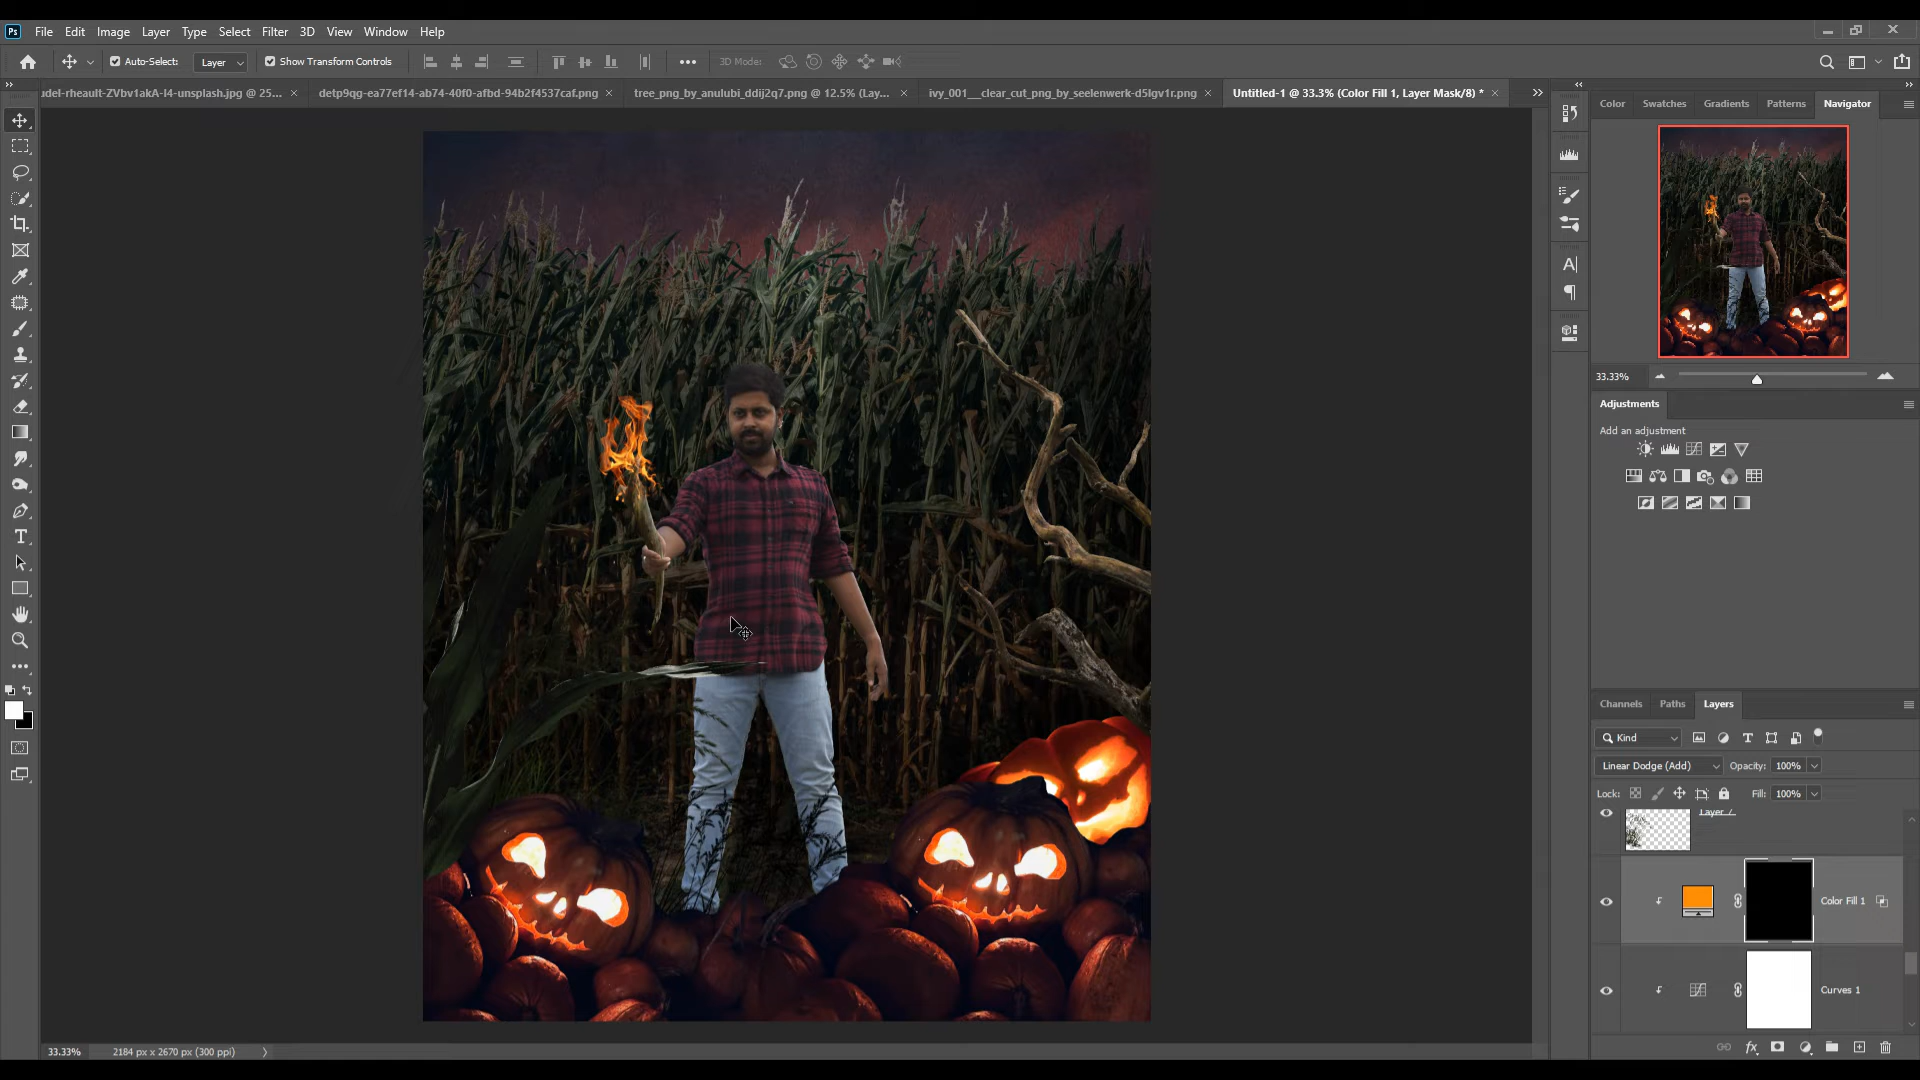 Ps File Edit Image Layer Type Select Filter 3D View Window Help
Auto-Select: Layer Show Transform Controls 3D Mode:
udel-rheault-ZVbv1akA-l4-unsplash.jpg @ 25... detp9qg-ea77ef14-ab74-40f0-afbd-94b2f4537caf.png tree_png_by_anulubi_ddij2q7.png @ 12.5% (Lay... ivy_001__clear_cut_png_by_seelenwerk-d5lgv1r.png Untitled-1 @ 33.3% (Color Fill 1, Layer Mask/8) *
Color Swatches Gradients Patterns Navigator
33.33%
Adjustments
Add an adjustment
Channels Paths Layers
Kind
Linear Dodge (Add) Opacity: 100%
Lock: Fill: 100%
Layer 7
Color Fill 1
Curves 1
33.33% 2184 px x 2670 px (300 ppi)